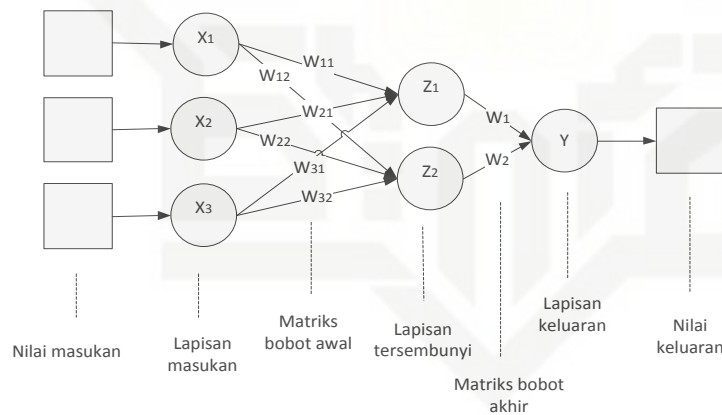 X1
W11
W12
Z1
X2
W21
W22
W1
Y
W2
Z2
W31
W32
X3
Nilai masukan
Lapisan
masukan
Matriks
bobot awal
Lapisan
tersembunyi
Matriks bobot
akhir
Lapisan
keluaran
Nilai
keluaran